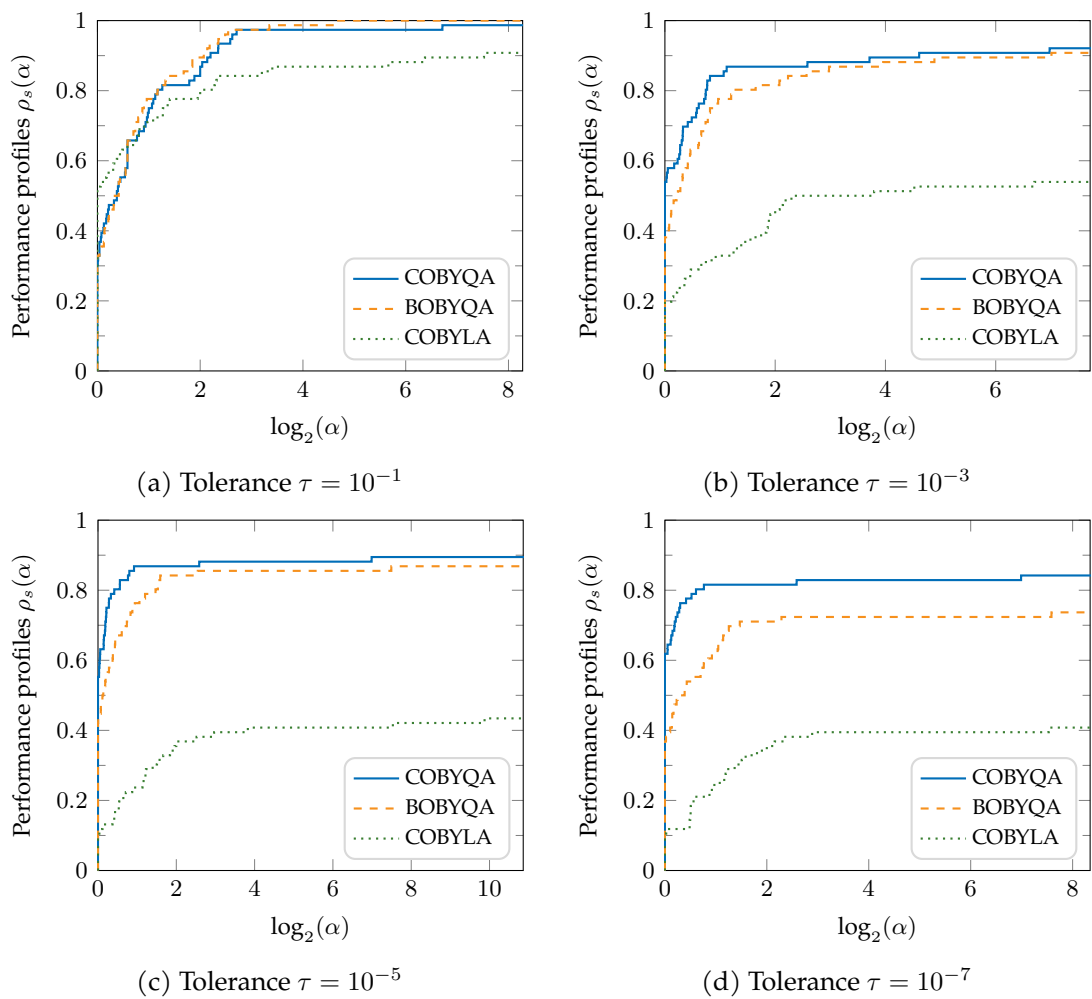 1
0.8
0.6
0.4
0.2
0
Performance profiles ρₛ(α)
COBYQA
BOBYQA
COBYLA
0 2 4 6 8
log₂(α)
(a) Tolerance τ = 10⁻¹
1
0.8
0.6
0.4
0.2
0
Performance profiles ρₛ(α)
COBYQA
BOBYQA
COBYLA
0 2 4 6
log₂(α)
(b) Tolerance τ = 10⁻³
1
0.8
0.6
0.4
0.2
0
Performance profiles ρₛ(α)
COBYQA
BOBYQA
COBYLA
0 2 4 6 8 10
log₂(α)
(c) Tolerance τ = 10⁻⁵
1
0.8
0.6
0.4
0.2
0
Performance profiles ρₛ(α)
COBYQA
BOBYQA
COBYLA
0 2 4 6 8
log₂(α)
(d) Tolerance τ = 10⁻⁷